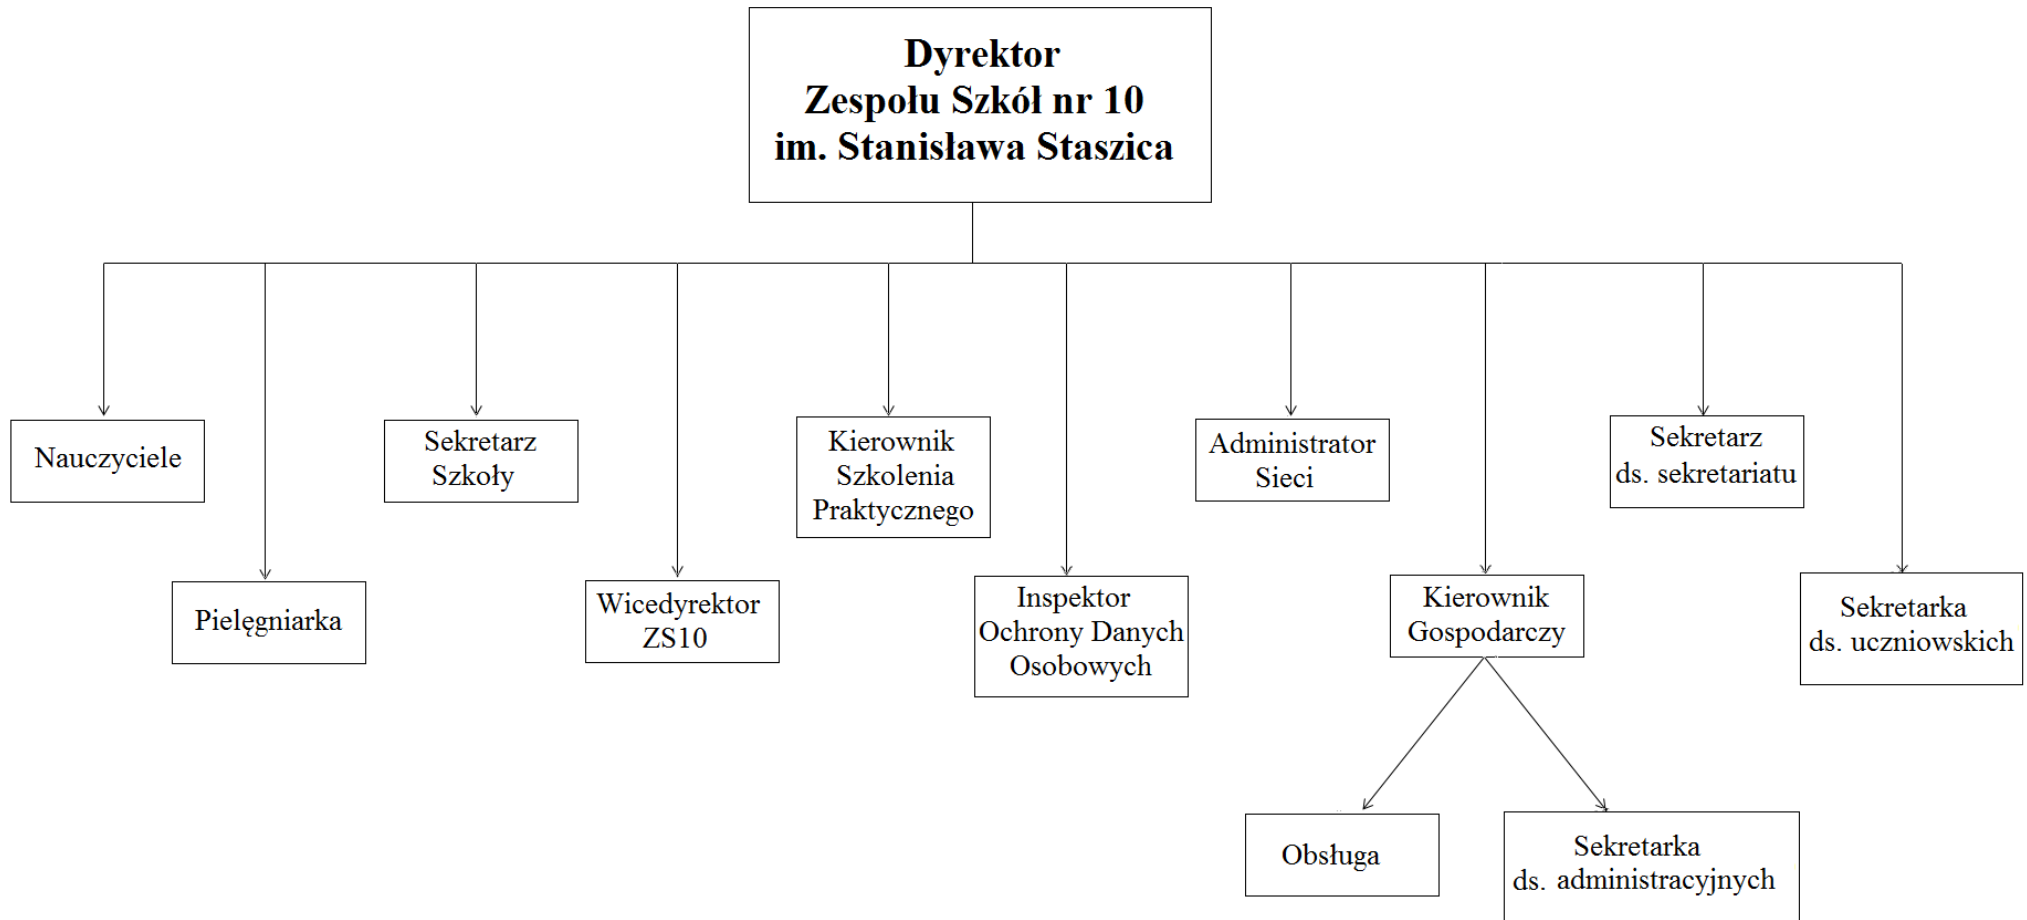 Dyrektor
Zespołu Szkół nr 10
im. Stanisława Staszica
Nauczyciele
Pielęgniarka
Sekretarz
Szkoły
Wicedyrektor
ZS10
Kierownik
Szkolenia
Praktycznego
Inspektor
Ochrony Danych
Osobowych
Administrator
Sieci
Kierownik
Gospodarczy
Sekretarz
ds. sekretariatu
Sekretarka
ds. uczniowskich
Obsługa
Sekretarka
ds. administracyjnych